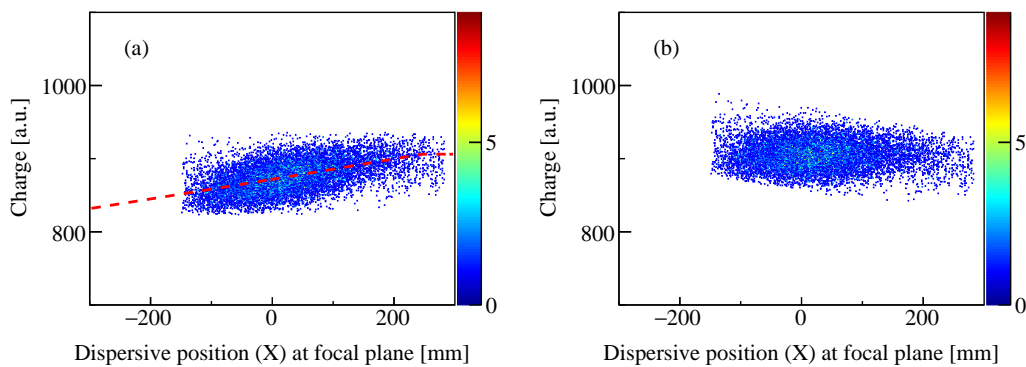 (a)
1000
800
Charge [a.u.]
−200
0
200
Dispersive position (X) at focal plane [mm]
5
0
(b)
1000
800
Charge [a.u.]
−200
0
200
Dispersive position (X) at focal plane [mm]
5
0